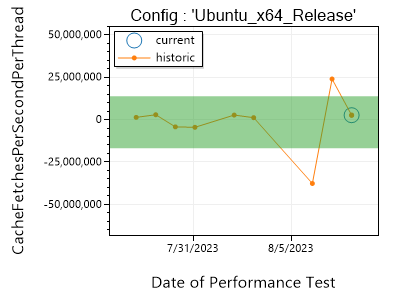 Config : 'Ubuntu_x64_Release'
CacheFetchesPerSecondPerThread
50,000,000
25,000,000
0
-25,000,000
-50,000,000
current
historic
7/31/2023
8/5/2023
Date of Performance Test